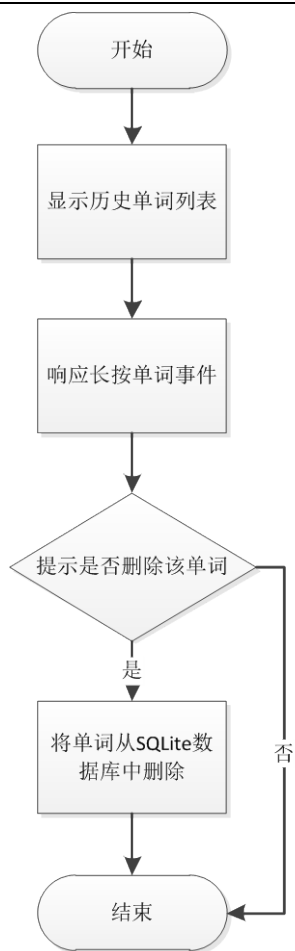 开始
显示历史单词列表
响应长按单词事件
提示是否删除该单词
是
将单词从SQLite数
据库中删除
否
结束